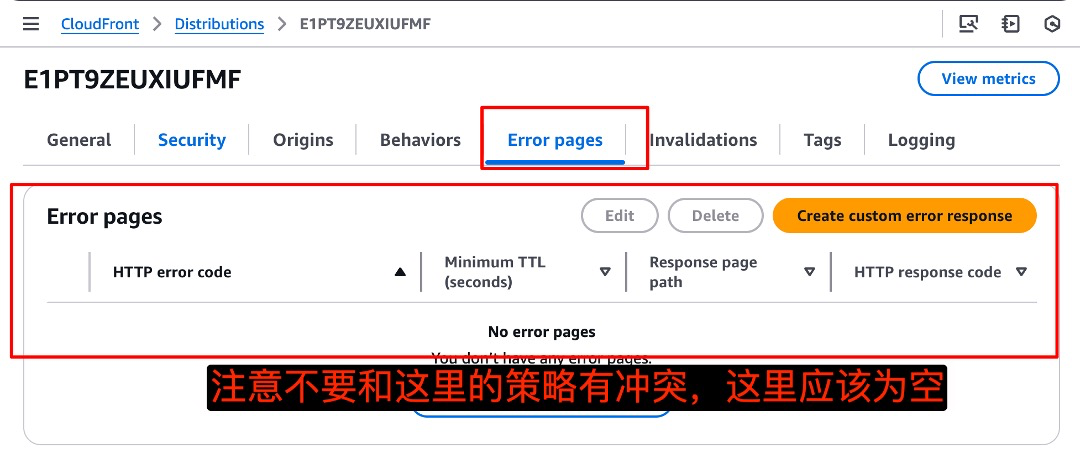 CloudFront > Distributions > E1PT9ZEUXIUFMF
E1PT9ZEUXIUFMF
View metrics
General Security Origins Behaviors Error pages Invalidations Tags Logging
Error pages
Edit Delete Create custom error response
HTTP error code
Minimum TTL (seconds)
Response page path
HTTP response code
No error pages
You don't have any error pages.
注意不要和这里的策略有冲突，这里应该为空